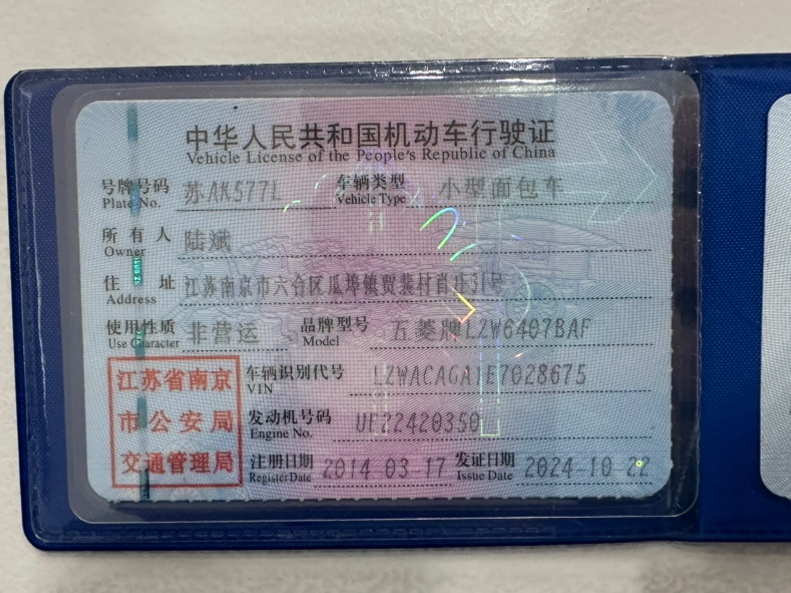 中华人民共和国机动车行驶证
Vehicle License of the People's Republic of China
号牌号码 苏AK577L 车辆类型 小型面包车
Plate No. Vehicle Type
所有人 陆斌
Owner
住址 江苏南京市六合区瓜埠镇贾裴村肖庄31号
Address
使用性质 非营运 品牌型号 五菱牌LZW6407BAF
Use Character Model
江苏省南京 车辆识别代号 LZWACAGA1E7028675
VIN
市公安局 发动机号码 UF22420350
Engine No.
交通管理局 注册日期 2014-03-17 发证日期 2024-10-22
Register Date Issue Date